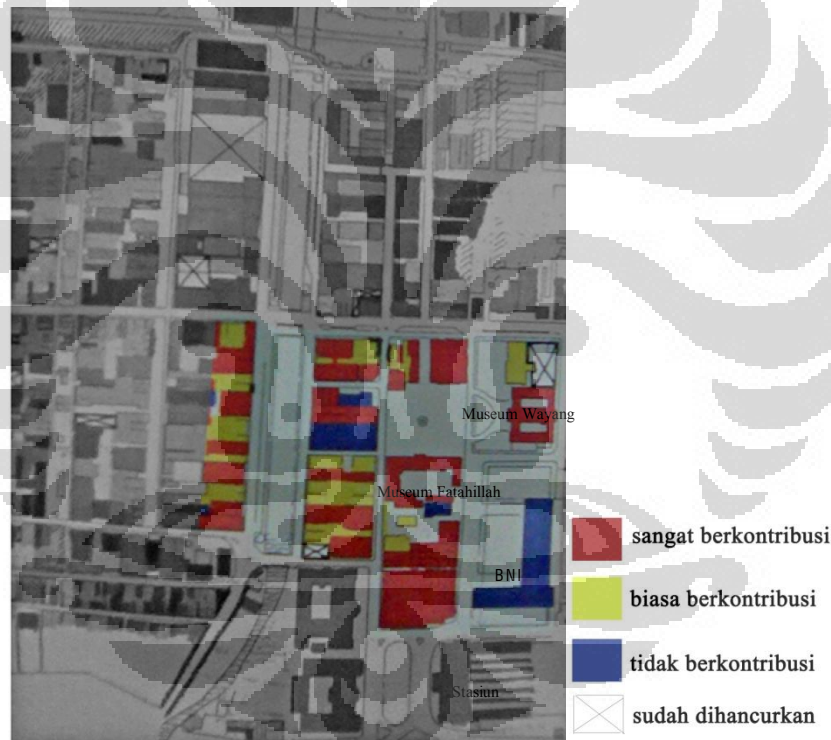 Museum Wayang
Museum Fatahillah
BNI
Stasiun
sangat berkontribusi
biasa berkontribusi
tidak berkontribusi
sudah dihancurkan